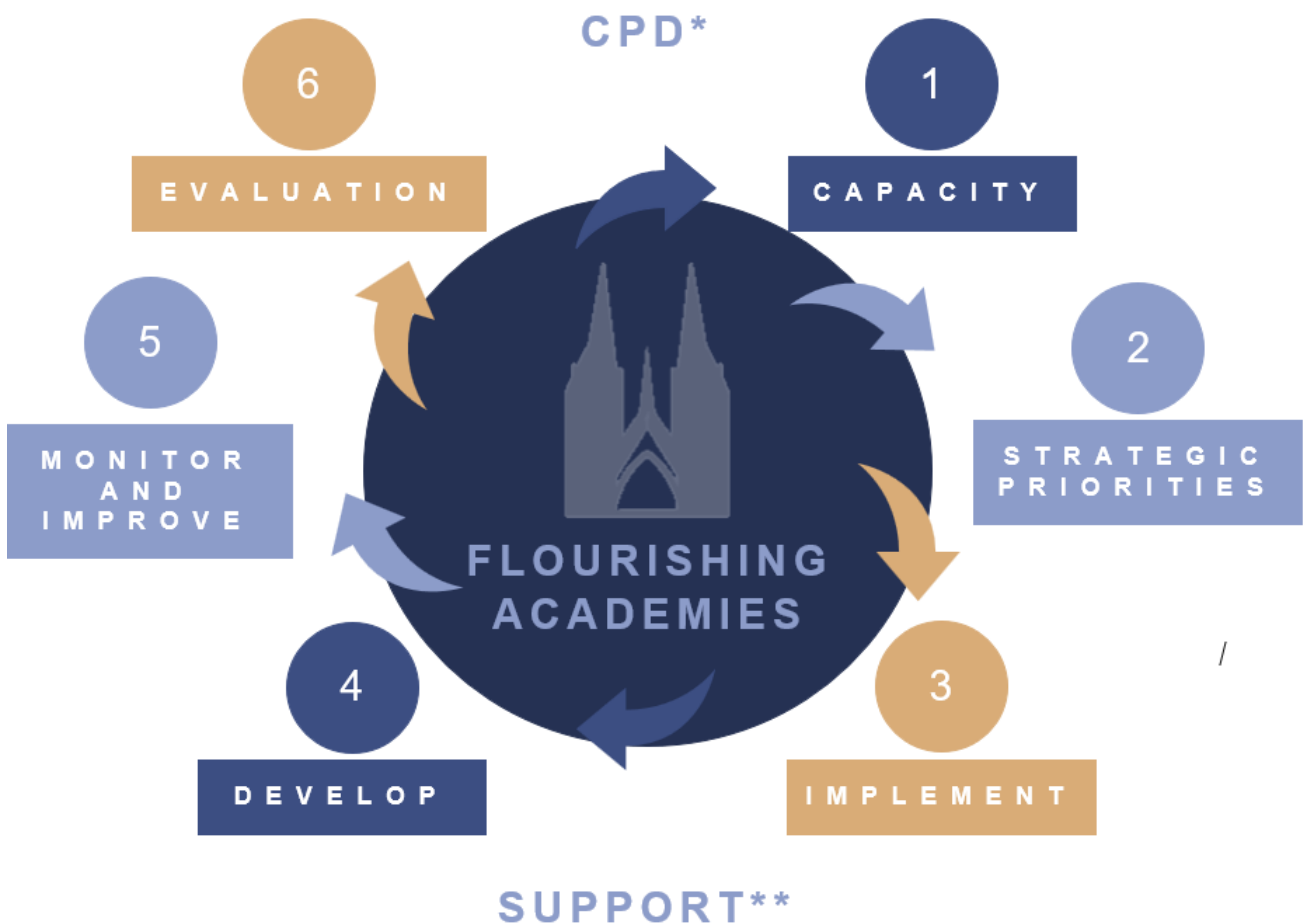 CPD*
1
CAPACITY
2
STRATEGIC
PRIORITIES
3
IMPLEMENT
4
DEVELOP
5
MONITOR
AND
IMPROVE
6
EVALUATION
FLOURISHING
ACADEMIES
/
SUPPORT**